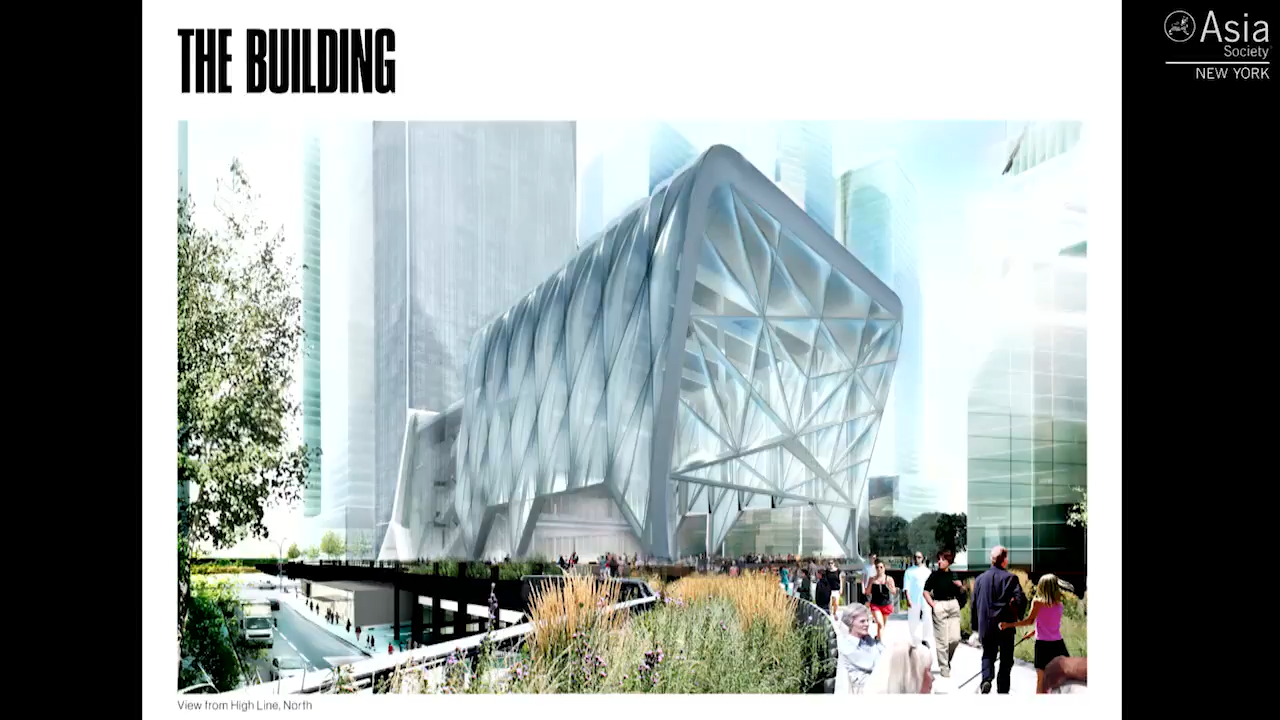 THE BUILDING
Asia
Society
NEW YORK
View from High Line, North